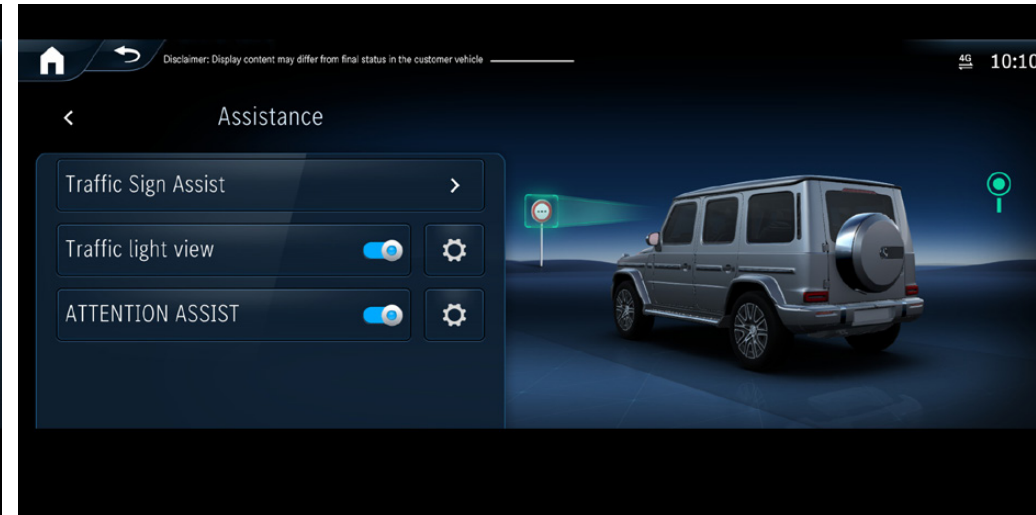 Disclaimer: Display content may differ from final status in the customer vehicle
4G 10:10
Assistance
Traffic Sign Assist
Traffic light view
ATTENTION ASSIST